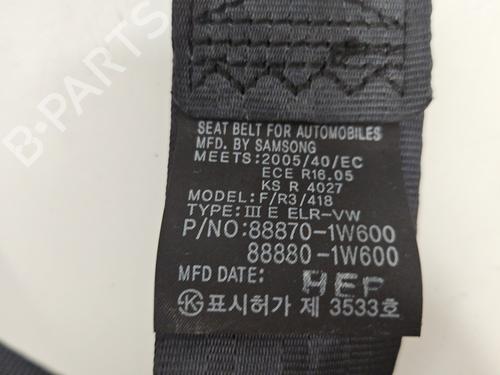 SEAT BELT FOR AUTOMOBILES
MFD. BY SAMSONG
MEETS:2005/40/EC
ECE R16.05
KS R 4027
MODEL: F/R3/418
TYPE: III E ELR-VW
P/NO:88870-1W600
88880-1W600
MFD DATE:
표시허가 제 3533호
B-PARTS